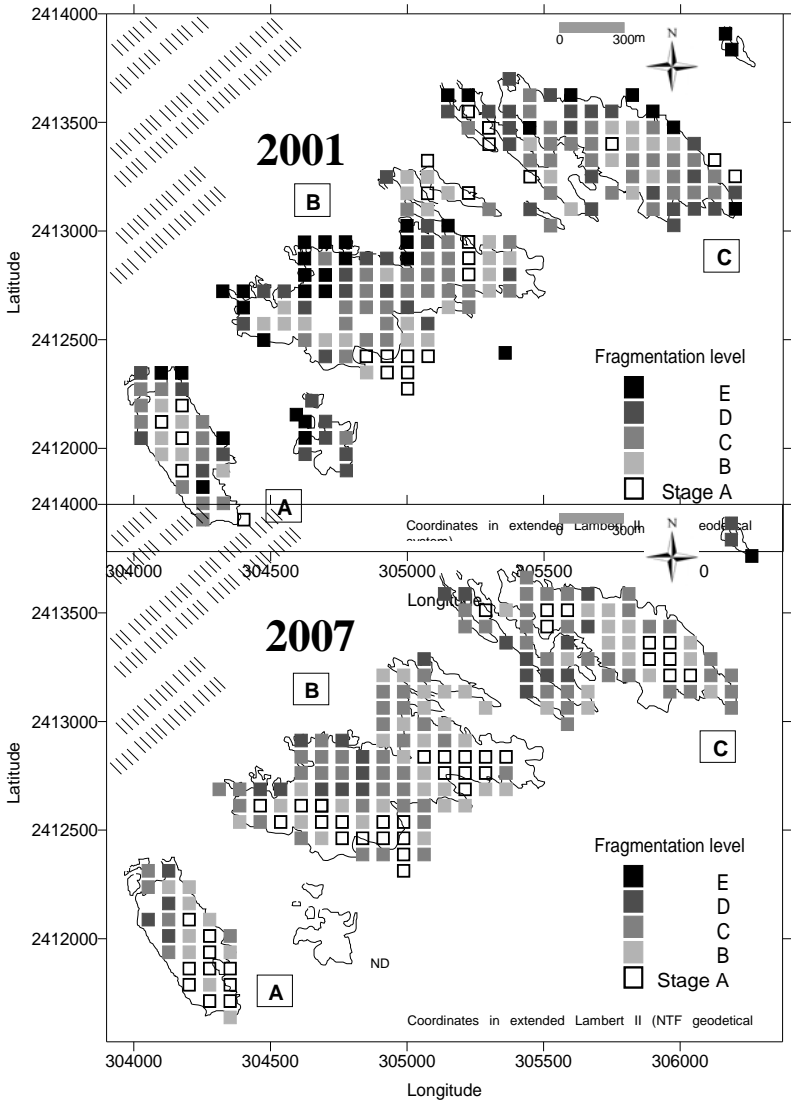 2414000
2413500
2413000
2412500
2412000
2414000
Latitude
2001
B
C
A
0 300m
N
Fragmentation level
E
D
C
B
Stage A
Coordinates in extended Lambert II
304000 304500 305000 305500 0
Longitude
2413500
2413000
2412500
2412000
Latitude
2007
B
C
A
ND
0 300m
N
Fragmentation level
E
D
C
B
Stage A
Coordinates in extended Lambert II (NTF geodetical
304000 304500 305000 305500 306000
Longitude